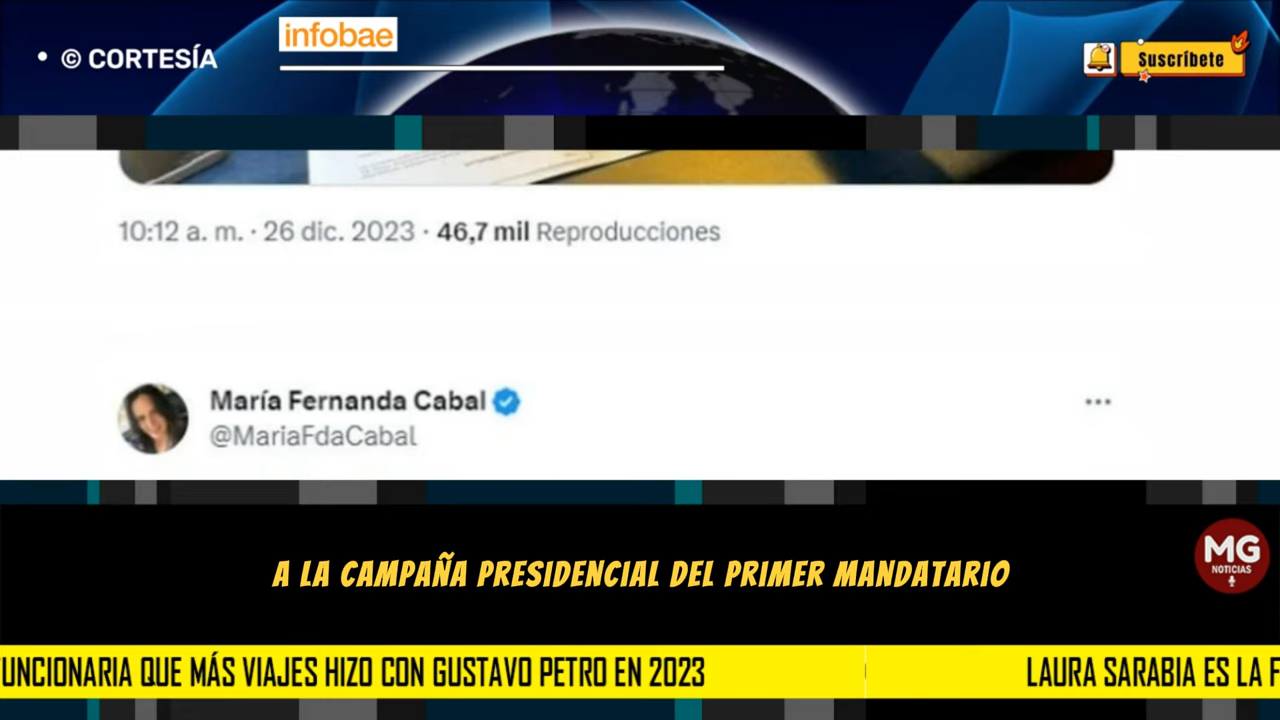 • © CORTESÍA
infobae
Suscríbete
10:12 a. m. · 26 dic. 2023 · 46,7 mil Reproducciones
María Fernanda Cabal
@MariaFdaCabal
A LA CAMPAÑA PRESIDENCIAL DEL PRIMER MANDATARIO
MG
NOTICIAS
UNCIONARIA QUE MÁS VIAJES HIZO CON GUSTAVO PETRO EN 2023
LAURA SARABIA ES LA F